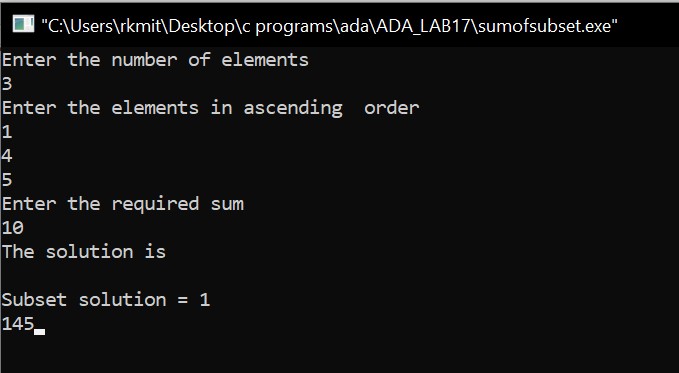 "C:\Users\rkmit\Desktop\c programs\ada\ADA_LAB17\sumofsubset.exe"
Enter the number of elements
3
Enter the elements in ascending  order
1
4
5
Enter the required sum
10
The solution is
Subset solution = 1
145